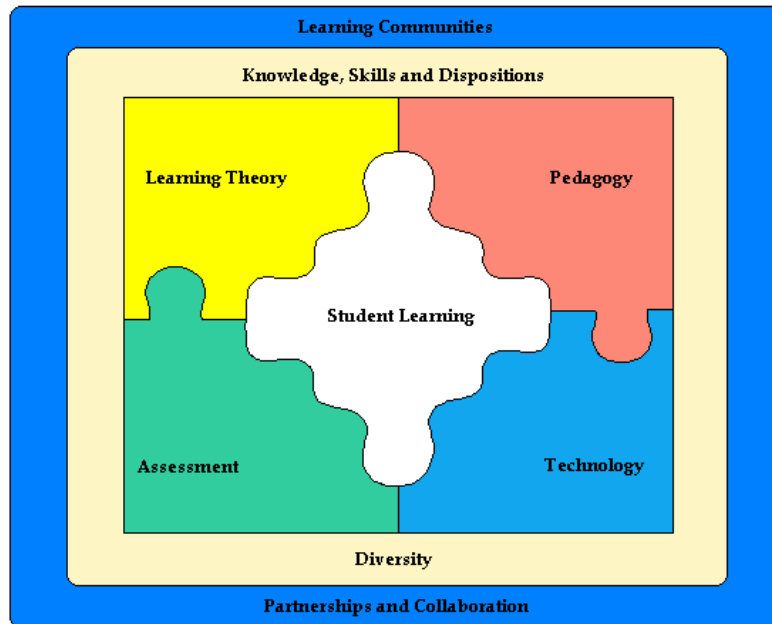 Learning Communities
Knowledge, Skills and Dispositions
Learning Theory
Pedagogy
Student Learning
Assessment
Technology
Diversity
Partnerships and Collaboration